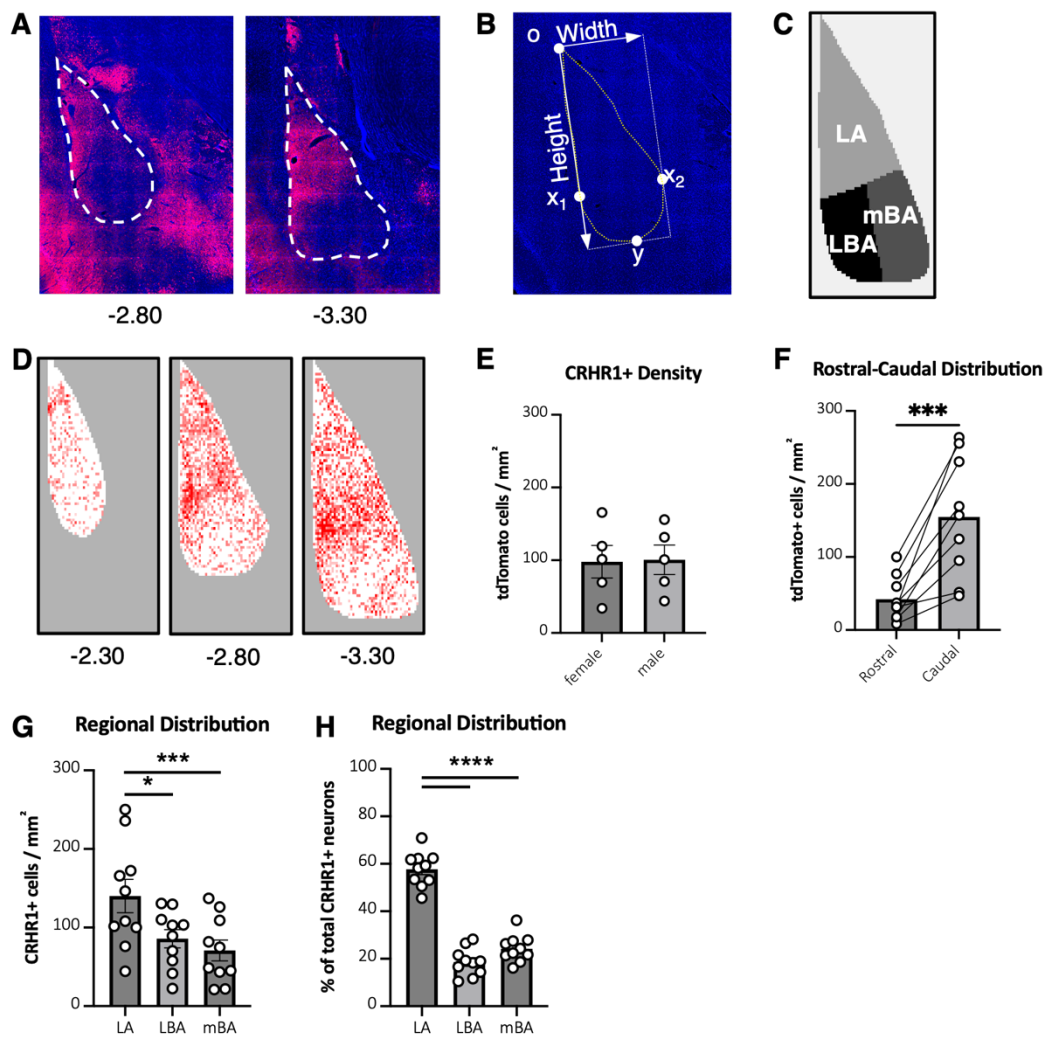 A
-2.80
-3.30
B
o
Width
Height
x1
x2
y
C
LA
mBA
LBA
D
-2.30
-2.80
-3.30
E
CRHR1+ Density
tdTomato cells / mm²
300
200
100
0
female
male
F
Rostral-Caudal Distribution
***
tdTomato+ cells / mm²
300
200
100
0
Rostral
Caudal
G
Regional Distribution
***
*
CRHR1+ cells / mm²
300
200
100
0
LA
LBA
mBA
H
Regional Distribution
****
% of total CRHR1+ neurons
100
80
60
40
20
0
LA
LBA
mBA